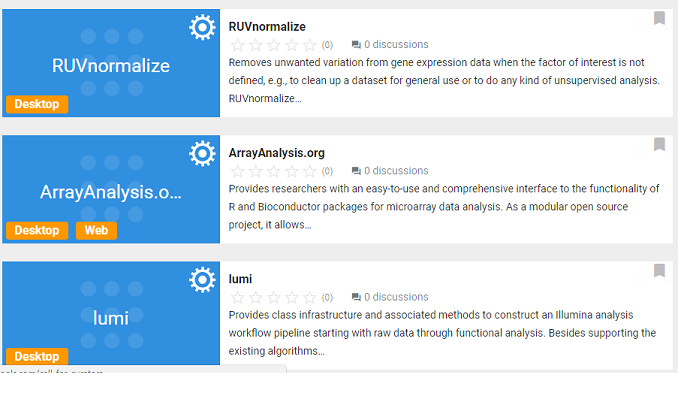 RUVnormalize
Desktop
RUVnormalize
(0) 0 discussions
Removes unwanted variation from gene expression data when the factor of interest is not
defined, e.g., to clean up a dataset for general use or to do any kind of unsupervised analysis.
RUVnormalize…
ArrayAnalysis.o…
Desktop Web
ArrayAnalysis.org
(0) 0 discussions
Provides researchers with an easy-to-use and comprehensive interface to the functionality of
R and Bioconductor packages for microarray data analysis. As a modular open source
project, it allows…
lumi
Desktop
lumi
(0) 0 discussions
Provides class infrastructure and associated methods to construct an Illumina analysis
workflow pipeline starting with raw data through functional analysis. Besides supporting the
existing algorithms…